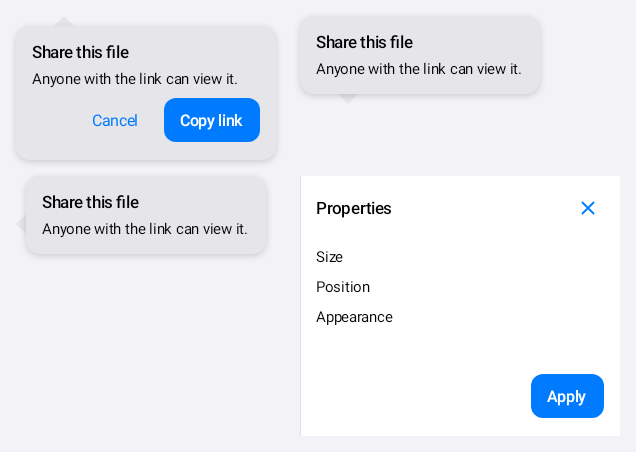 Share this file
Anyone with the link can view it.
Cancel
Copy link
Share this file
Anyone with the link can view it.
Share this file
Anyone with the link can view it.
Properties
Size
Position
Appearance
Apply